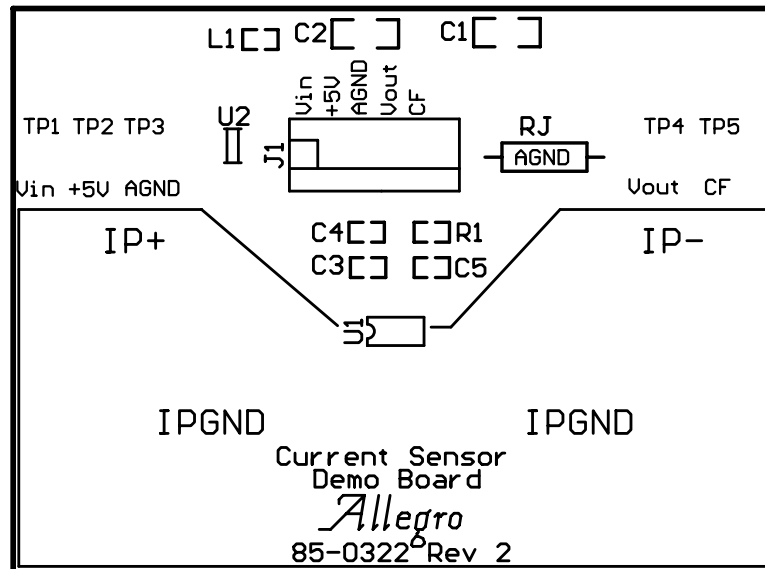 L1 C2 C1
Vin
+5V
AGND
Vout
CF
U2
J1
TP1 TP2 TP3
RJ
AGND
TP4 TP5
Vin +5V AGND
Vout CF
IP+
IP-
C4 R1
C3 C5
U1
IPGND IPGND
Current Sensor
Demo Board
Allegro
85-0322 Rev 2